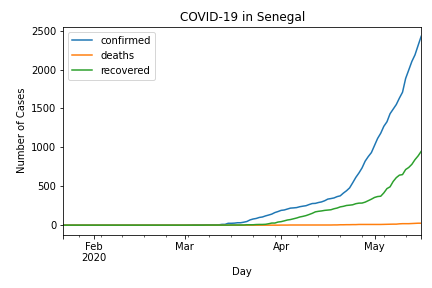 COVID-19 in Senegal
confirmed
deaths
recovered
Number of Cases
2500
2000
1500
1000
500
0
Feb
2020
Mar
Apr
May
Day